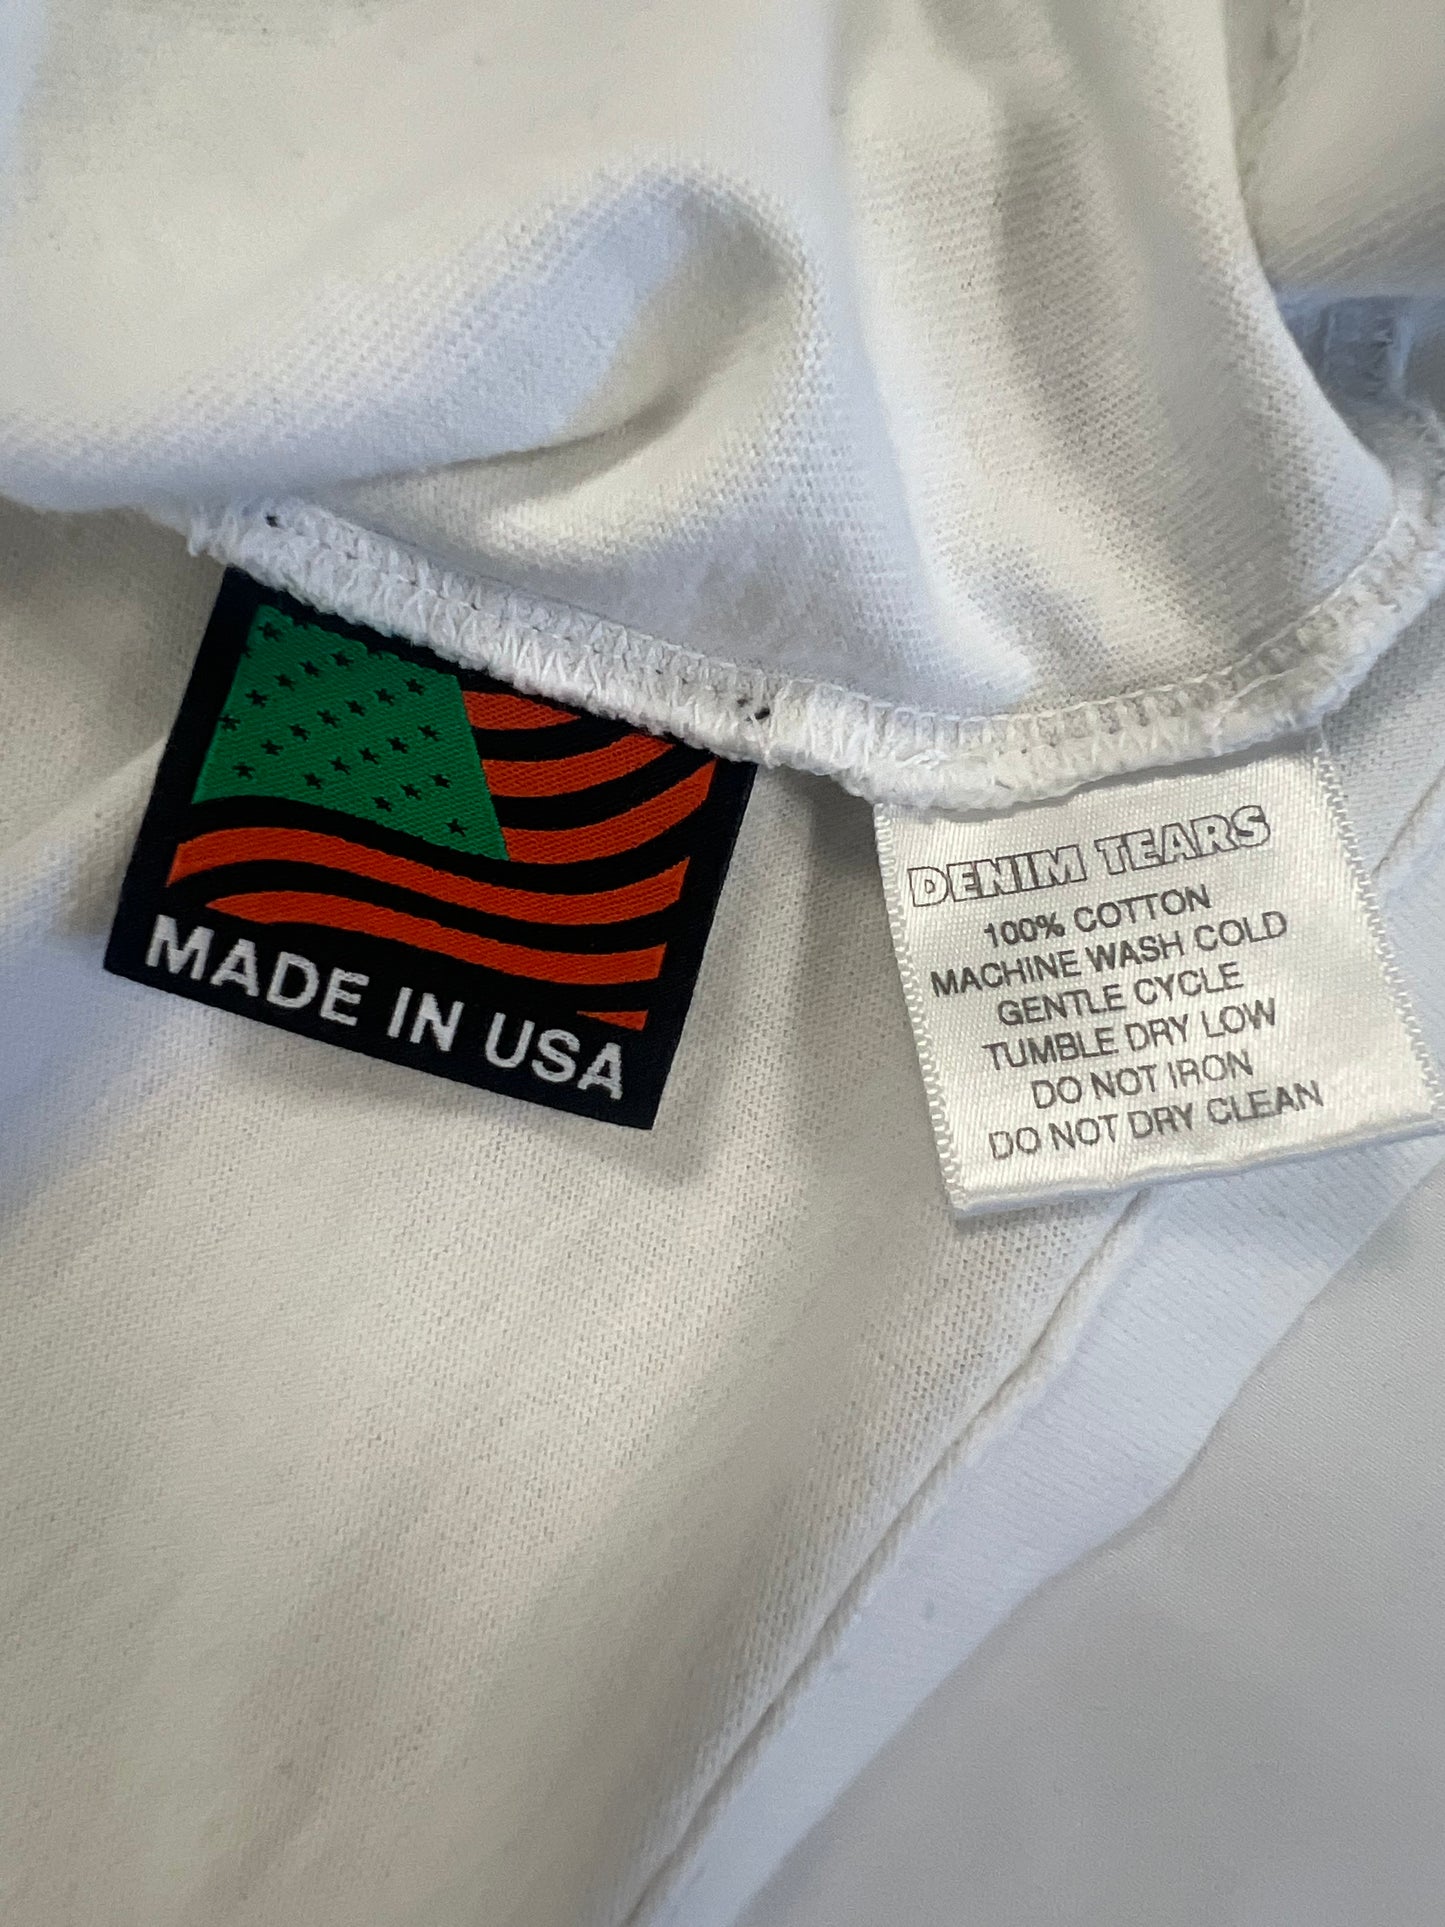 MADE IN USA
DENIM TEARS
100% COTTON
MACHINE WASH COLD
GENTLE CYCLE
TUMBLE DRY LOW
DO NOT IRON
DO NOT DRY CLEAN